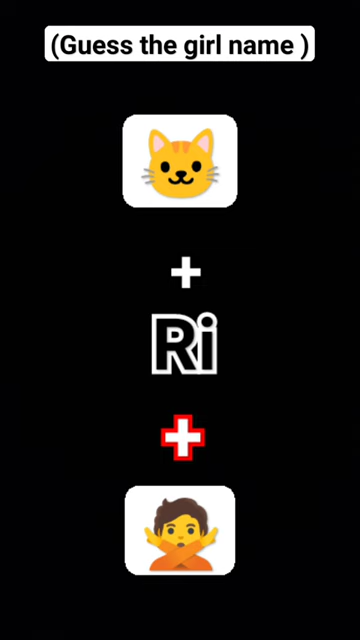 (Guess the girl name )
+
Ri
+